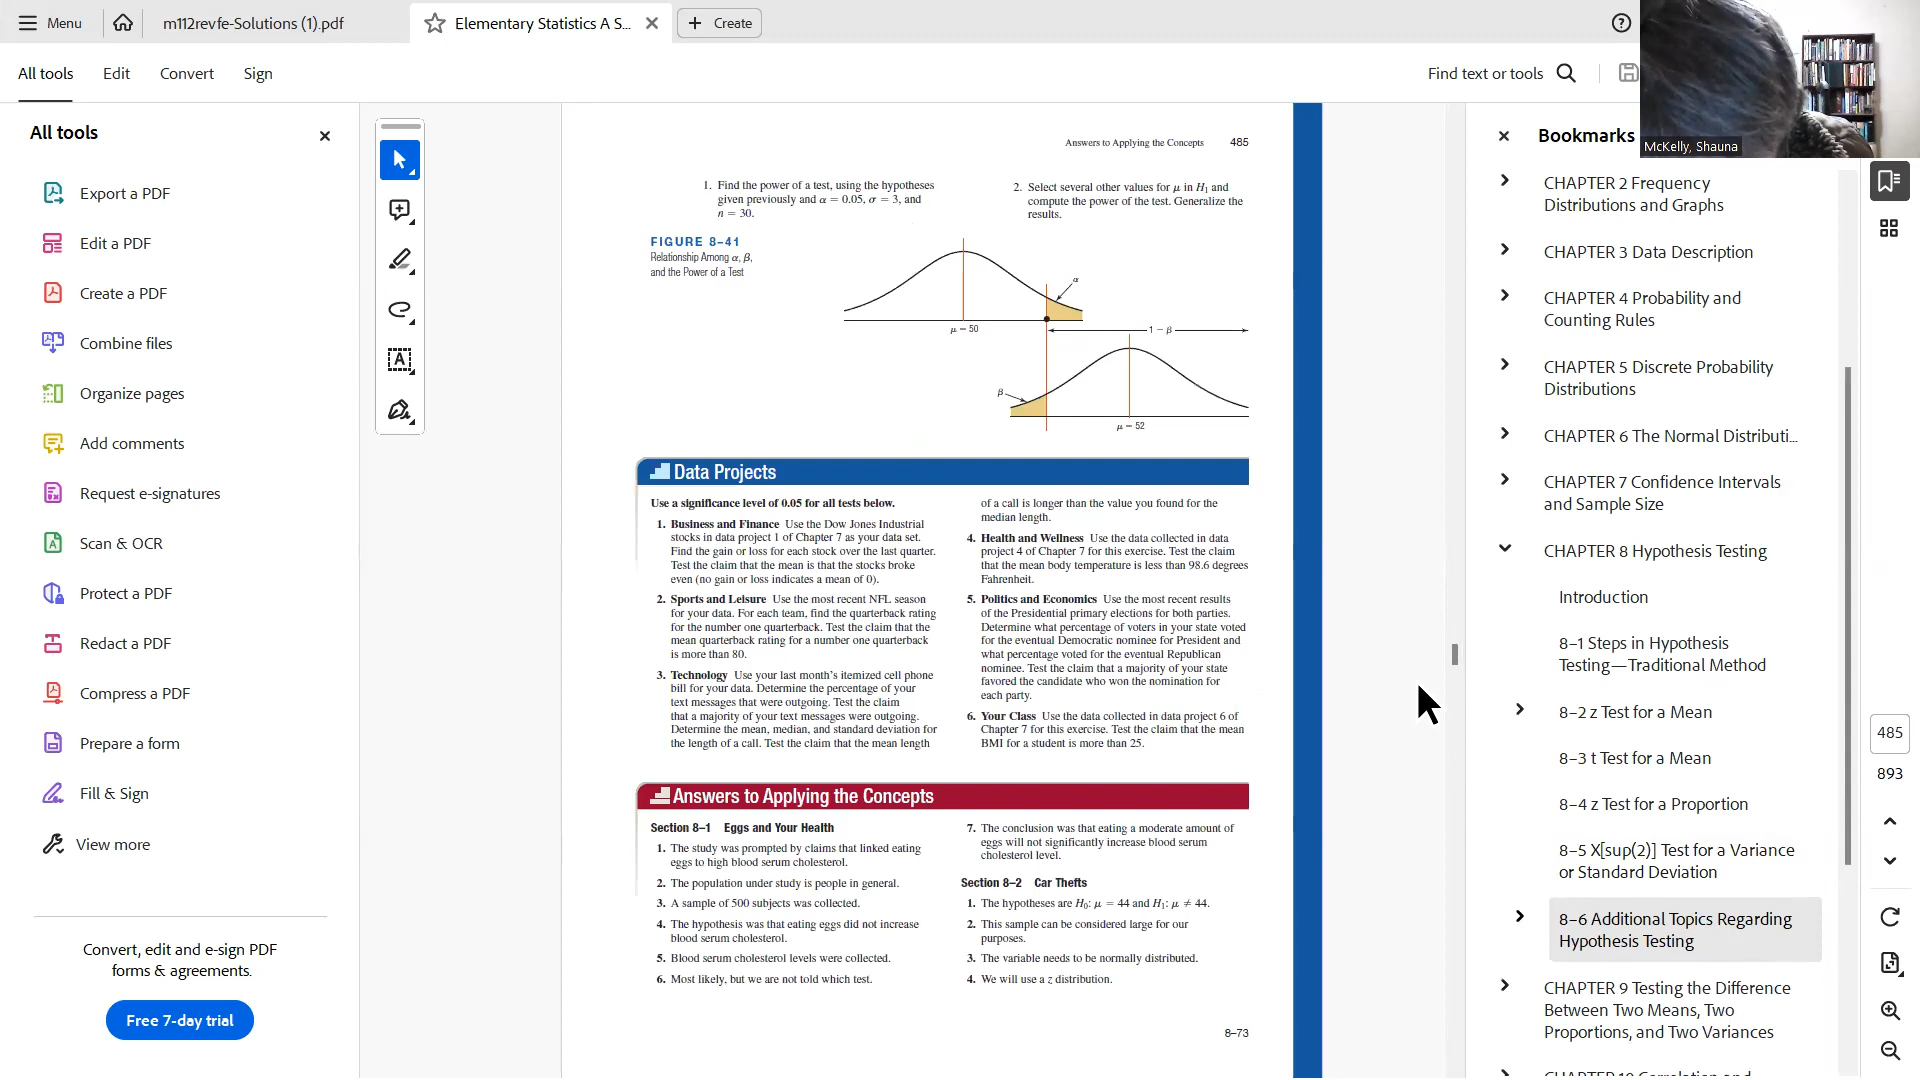 Menu
m112revfe-Solutions (1).pdf
Elementary Statistics A S...
Create
All tools
Edit
Convert
Sign
Find text or tools
McKelly, Shauna
All tools
Export a PDF
Edit a PDF
Create a PDF
Combine files
Organize pages
Add comments
Request e-signatures
Scan & OCR
Protect a PDF
Redact a PDF
Compress a PDF
Prepare a form
Fill & Sign
View more
Convert, edit and e-sign PDF
forms & agreements.
Free 7-day trial
Answers to Applying the Concepts 485
1. Find the power of a test, using the hypotheses
given previously and α = 0.05, σ = 3, and
n = 30.
2. Select several other values for μ in H1 and
compute the power of the test. Generalize the
results.
FIGURE 8–41
Relationship Among α, β,
and the Power of a Test
α
μ = 50
1 − β
β
μ = 52
Data Projects
Use a significance level of 0.05 for all tests below.
1. Business and Finance Use the Dow Jones Industrial
stocks in data project 1 of Chapter 7 as your data set.
Find the gain or loss for each stock over the last quarter.
Test the claim that the mean is that the stocks broke
even (no gain or loss indicates a mean of 0).
2. Sports and Leisure Use the most recent NFL season
for your data. For each team, find the quarterback rating
for the number one quarterback. Test the claim that the
mean quarterback rating for a number one quarterback
is more than 80.
3. Technology Use your last month's itemized cell phone
bill for your data. Determine the percentage of your
text messages that were outgoing. Test the claim
that a majority of your text messages were outgoing.
Determine the mean, median, and standard deviation for
the length of a call. Test the claim that the mean length
of a call is longer than the value you found for the
median length.
4. Health and Wellness Use the data collected in data
project 4 of Chapter 7 for this exercise. Test the claim
that the mean body temperature is less than 98.6 degrees
Fahrenheit.
5. Politics and Economics Use the most recent results
of the Presidential primary elections for both parties.
Determine what percentage of voters in your state voted
for the eventual Democratic nominee for President and
what percentage voted for the eventual Republican
nominee. Test the claim that a majority of your state
favored the candidate who won the nomination for
each party.
6. Your Class Use the data collected in data project 6 of
Chapter 7 for this exercise. Test the claim that the mean
BMI for a student is more than 25.
Answers to Applying the Concepts
Section 8–1 Eggs and Your Health
1. The study was prompted by claims that linked eating
eggs to high blood serum cholesterol.
2. The population under study is people in general.
3. A sample of 500 subjects was collected.
4. The hypothesis was that eating eggs did not increase
blood serum cholesterol.
5. Blood serum cholesterol levels were collected.
6. Most likely, but we are not told which test.
7. The conclusion was that eating a moderate amount of
eggs will not significantly increase blood serum
cholesterol level.
Section 8–2 Car Thefts
1. The hypotheses are H0: μ = 44 and H1: μ ≠ 44.
2. This sample can be considered large for our
purposes.
3. The variable needs to be normally distributed.
4. We will use a z distribution.
8–73
Bookmarks
CHAPTER 2 Frequency
Distributions and Graphs
CHAPTER 3 Data Description
CHAPTER 4 Probability and
Counting Rules
CHAPTER 5 Discrete Probability
Distributions
CHAPTER 6 The Normal Distributi...
CHAPTER 7 Confidence Intervals
and Sample Size
CHAPTER 8 Hypothesis Testing
Introduction
8–1 Steps in Hypothesis
Testing—Traditional Method
8–2 z Test for a Mean
8–3 t Test for a Mean
8–4 z Test for a Proportion
8–5 X[sup(2)] Test for a Variance
or Standard Deviation
8–6 Additional Topics Regarding
Hypothesis Testing
CHAPTER 9 Testing the Difference
Between Two Means, Two
Proportions, and Two Variances
CHAPTER 10 Correlation and
485
893